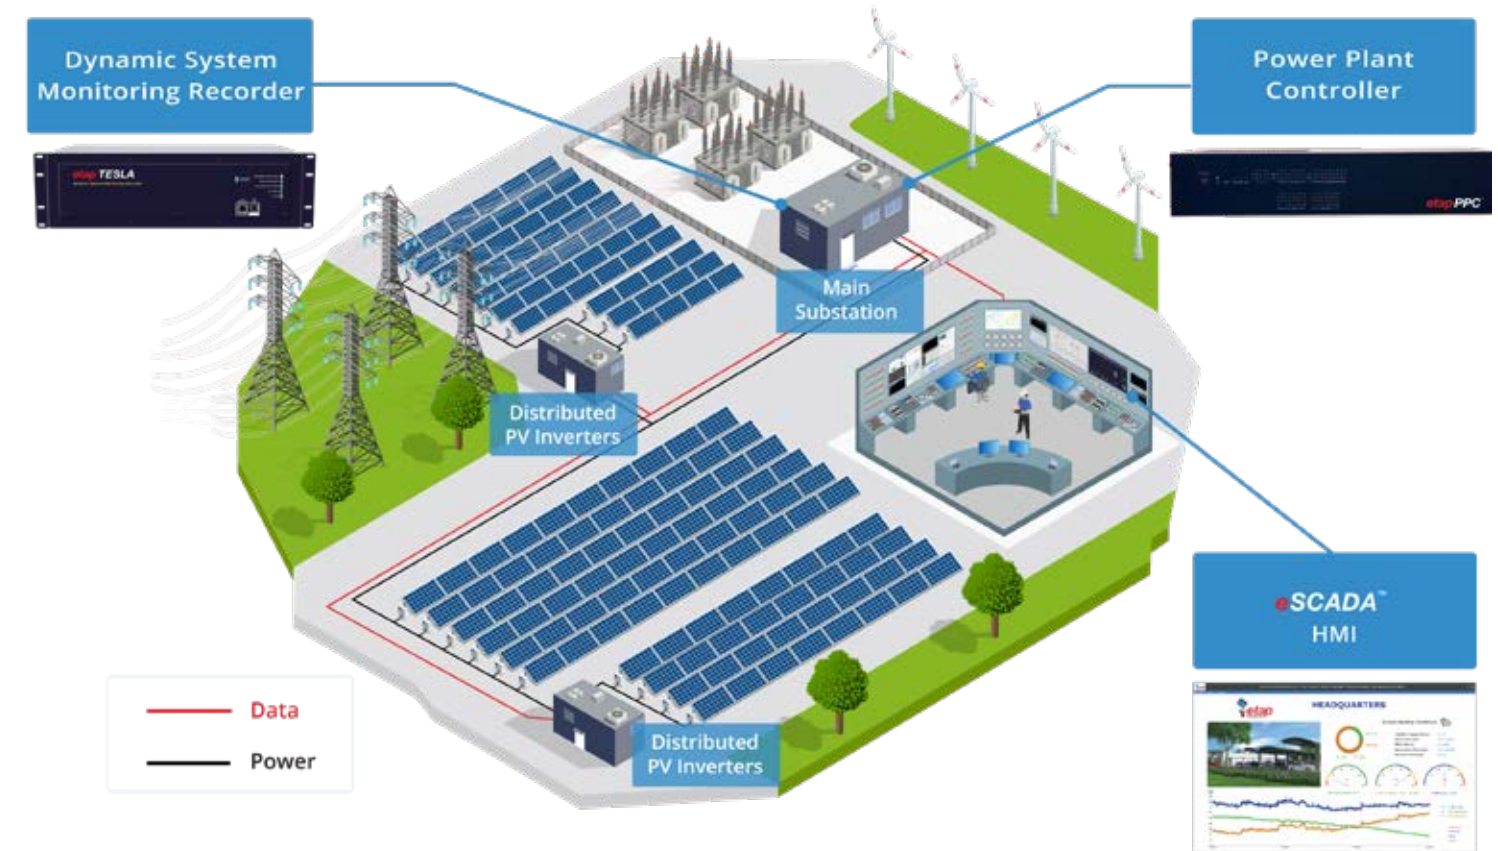 Dynamic System
Monitoring Recorder
etap TESLA
Power Plant
Controller
etap PPC
Main
Substation
Distributed
PV Inverters
eSCADA™
HMI
Data
Power
Distributed
PV Inverters
etap
HEADQUARTERS